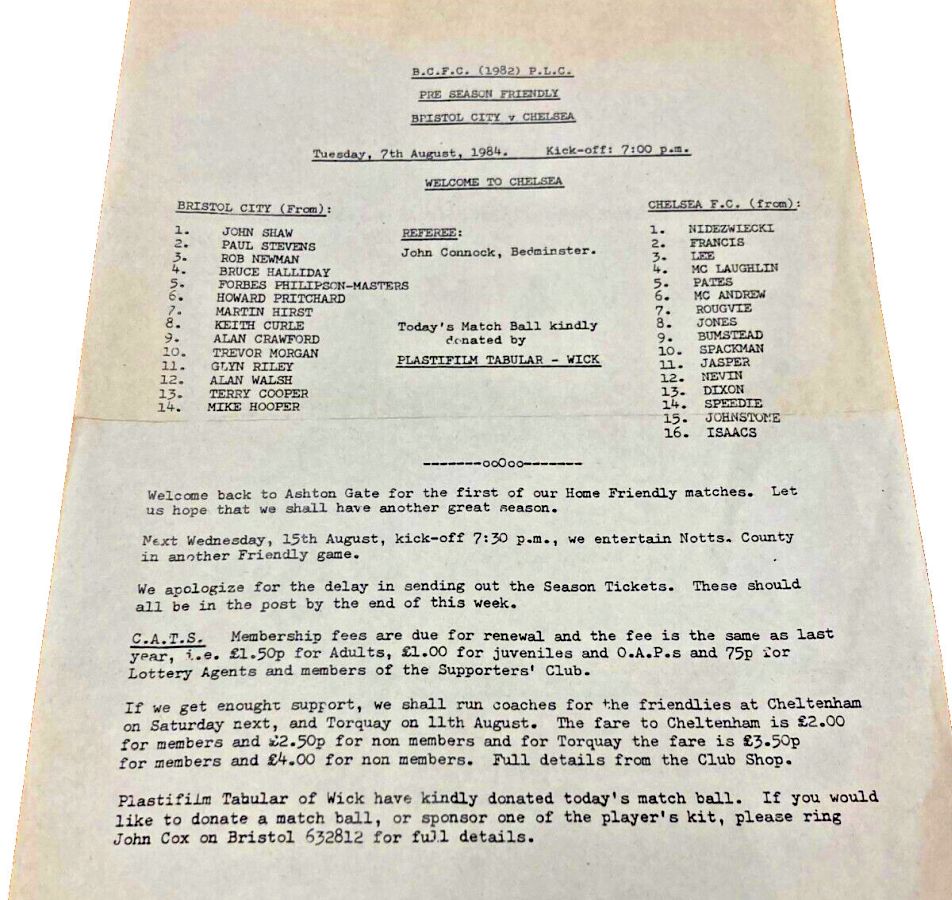 B.C.F.C. (1982) P.L.C.
PRE SEASON FRIENDLY
BRISTOL CITY v CHELSEA
Tuesday, 7th August, 1984. Kick-off: 7:00 p.m.
WELCOME TO CHELSEA
BRISTOL CITY (From):
1. JOHN SHAW
2. PAUL STEVENS
3. ROB NEWMAN
4. BRUCE HALLIDAY
5. FORBES PHILIPSON-MASTERS
6. HOWARD PRITCHARD
7. MARTIN HIRST
8. KEITH CURLE
9. ALAN CRAWFORD
10. TREVOR MORGAN
11. GLYN RILEY
12. ALAN WALSH
13. TERRY COOPER
14. MIKE HOOPER
REFEREE:
John Connock, Bedminster.
Today's Match Ball kindly
donated by
PLASTIFILM TABULAR - WICK
CHELSEA F.C. (from):
1. NIDEZWIECKI
2. FRANCIS
3. LEE
4. MC LAUGHLIN
5. PATES
6. MC ANDREW
7. ROUGVIE
8. JONES
9. BUMSTEAD
10. SPACKMAN
11. JASPER
12. NEVIN
13. DIXON
14. SPEEDIE
15. JOHNSTONE
16. ISAACS
-------ooOoo-------
Welcome back to Ashton Gate for the first of our Home Friendly matches. Let
us hope that we shall have another great season.
Next Wednesday, 15th August, kick-off 7:30 p.m., we entertain Notts. County
in another Friendly game.
We apologize for the delay in sending out the Season Tickets. These should
all be in the post by the end of this week.
C.A.T.S. Membership fees are due for renewal and the fee is the same as last
year, i.e. £1.50p for Adults, £1.00 for juveniles and O.A.P.s and 75p for
Lottery Agents and members of the Supporters' Club.
If we get enought support, we shall run coaches for the friendlies at Cheltenham
on Saturday next, and Torquay on 11th August. The fare to Cheltenham is £2.00
for members and £2.50p for non members and for Torquay the fare is £3.50p
for members and £4.00 for non members. Full details from the Club Shop.
Plastifilm Tabular of Wick have kindly donated today's match ball. If you would
like to donate a match ball, or sponsor one of the player's kit, please ring
John Cox on Bristol 632812 for full details.